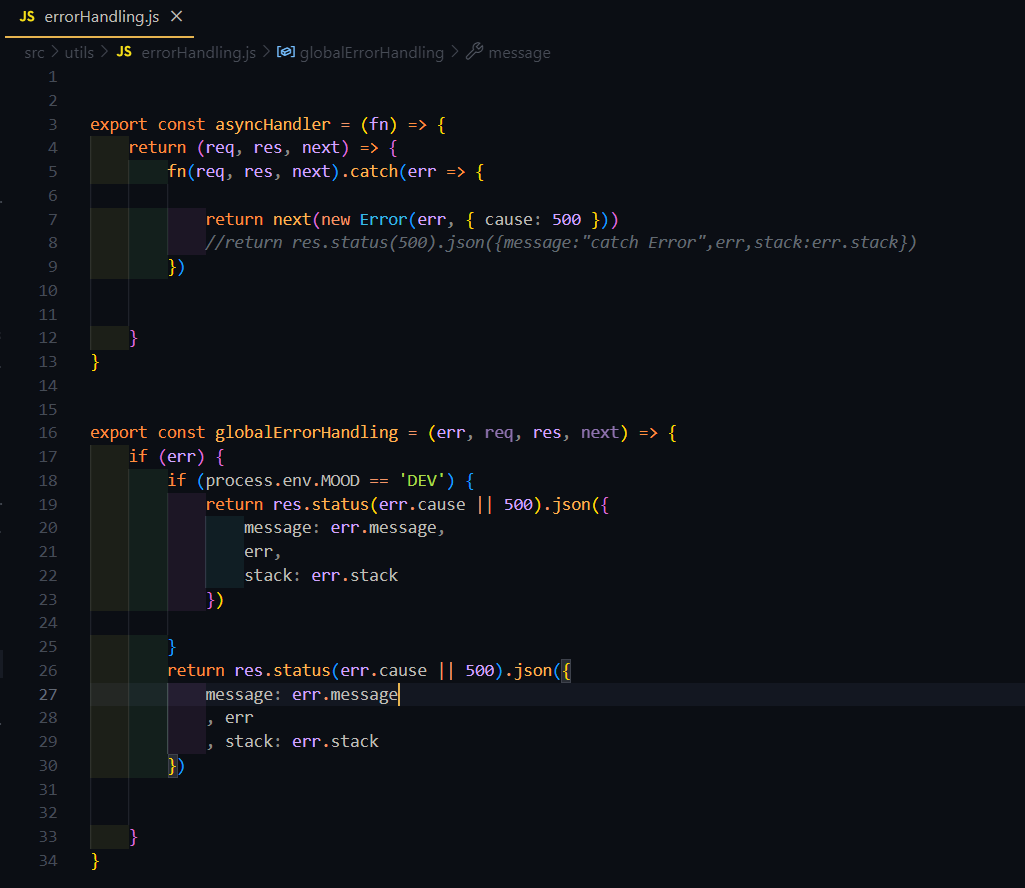 JS errorHandling.js ×
src > utils > JS errorHandling.js > globalErrorHandling > message
1
2
3 export const asyncHandler = (fn) => {
4     return (req, res, next) => {
5         fn(req, res, next).catch(err => {
6
7             return next(new Error(err, { cause: 500 }))
8             //return res.status(500).json({message:"catch Error",err,stack:err.stack})
9         })
10
11
12     }
13 }
14
15
16 export const globalErrorHandling = (err, req, res, next) => {
17     if (err) {
18         if (process.env.MOOD == 'DEV') {
19             return res.status(err.cause || 500).json({
20                 message: err.message,
21                 err,
22                 stack: err.stack
23             })
24
25         }
26         return res.status(err.cause || 500).json({
27             message: err.message
28             , err
29             , stack: err.stack
30         })
31
32
33     }
34 }